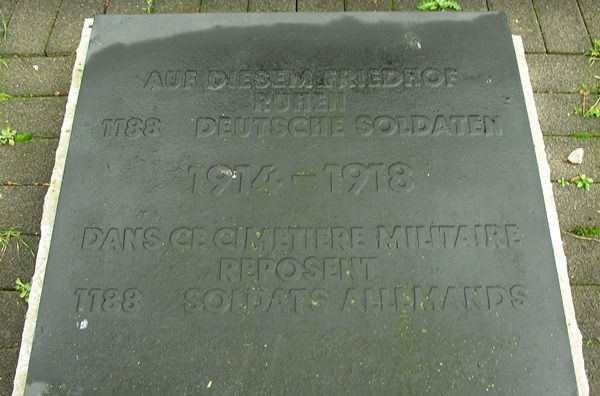 AUF DIESEM FRIEDHOF
RUHEN
1188 DEUTSCHE SOLDATEN
1914 - 1918
DANS CE CIMETIERE MILITAIRE
REPOSENT
1188 SOLDATS ALLEMANDS